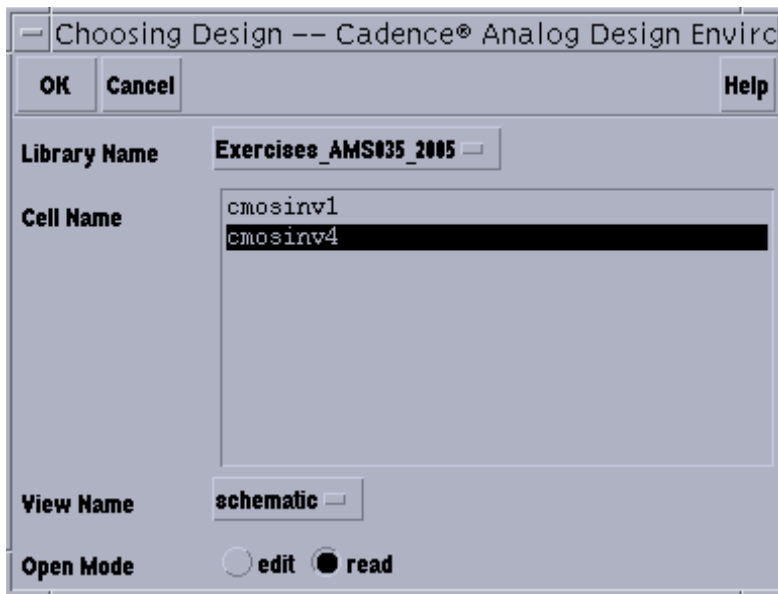 Choosing Design -- Cadence® Analog Design Envirc
OK Cancel Help
Library Name Exercises_AMS035_2005
Cell Name cmosinv1
cmosinv4
View Name schematic
Open Mode edit read